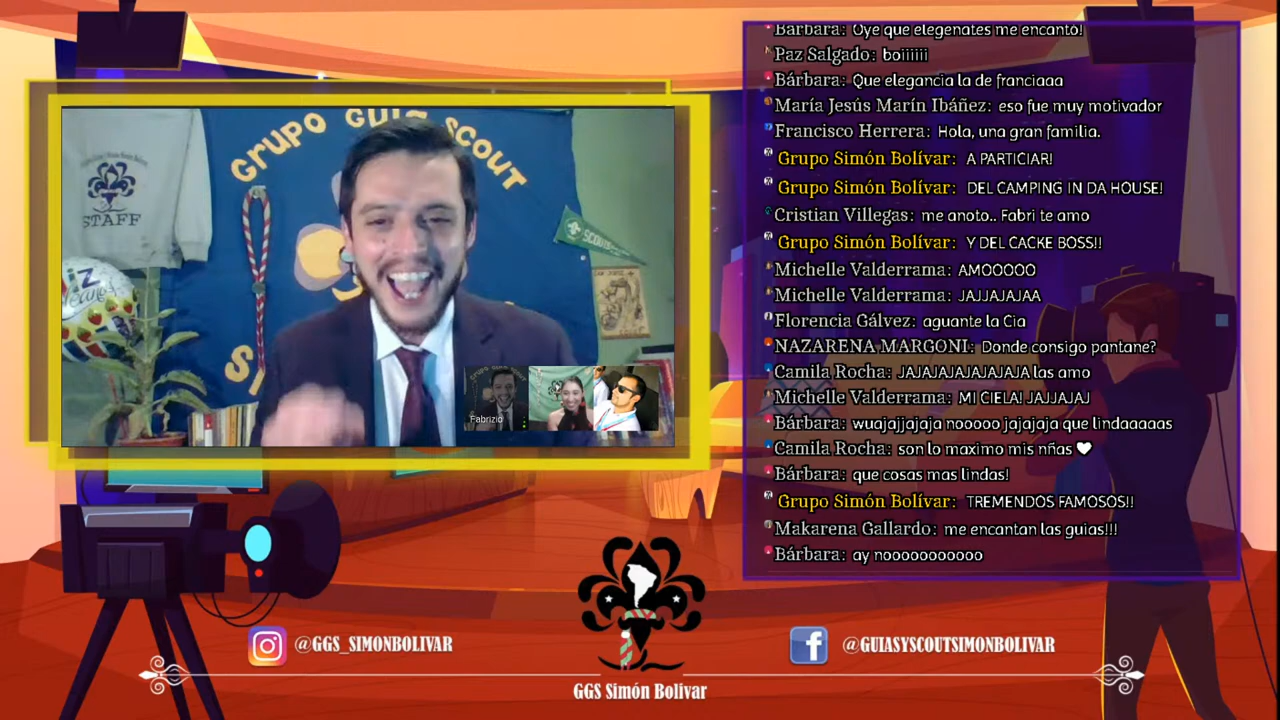 GRUPO GUIA SCOUT
STAFF
SCOUTS
Fabrizio
Bárbara: Oye que elegenates me encantó!
Paz Salgado: boiiiiii
Bárbara: Que elegancia la de franciaaa
María Jesús Marín Ibáñez: eso fue muy motivador
Francisco Herrera: Hola, una gran familia.
Grupo Simón Bolívar: A PARTICIAR!
Grupo Simón Bolívar: DEL CAMPING IN DA HOUSE!
Cristian Villegas: me anoto.. Fabri te amo
Grupo Simón Bolívar: Y DEL CACKE BOSS!!
Michelle Valderrama: AMOOOOO
Michelle Valderrama: JAJJAJAJAA
Florencia Gálvez: aguante la Cia
NAZARENA MARGONI: Donde consigo pantane?
Camila Rocha: JAJAJAJAJAJAJAJA las amo
Michelle Valderrama: MI CIELA! JAJJAJAJ
Bárbara: wuajajjajaja nooooo jajajaja que lindaaaaas
Camila Rocha: son lo maximo mis nñas ♥
Bárbara: que cosas mas lindas!
Grupo Simón Bolívar: TREMENDOS FAMOSOS!!
Makarena Gallardo: me encantan las guias!!!
Bárbara: ay nooooooooooo
@GGS_SIMONBOLIVAR
@GUIASYSCOUTSIMONBOLIVAR
GGS Simón Bolivar